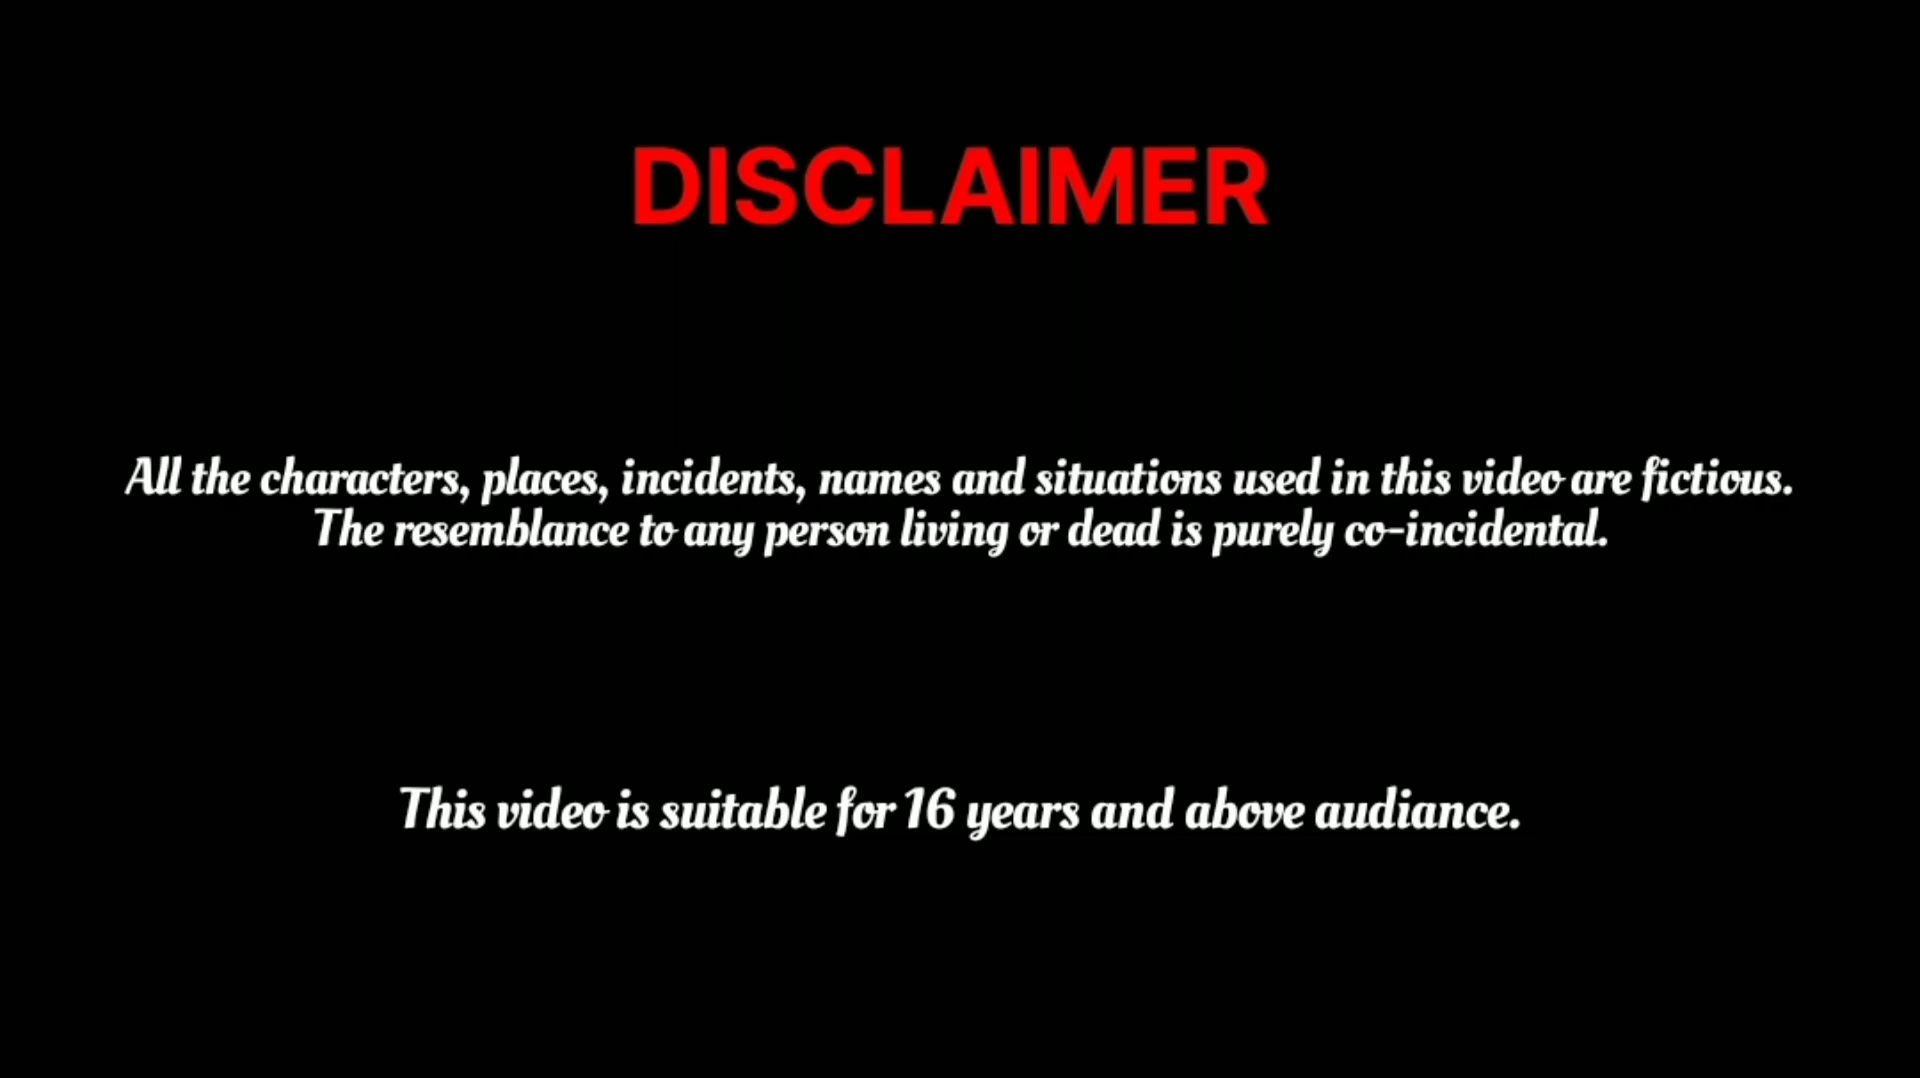 DISCLAIMER
All the characters, places, incidents, names and situations used in this video are fictious.
The resemblance to any person living or dead is purely co-incidental.
This video is suitable for 16 years and above audiance.